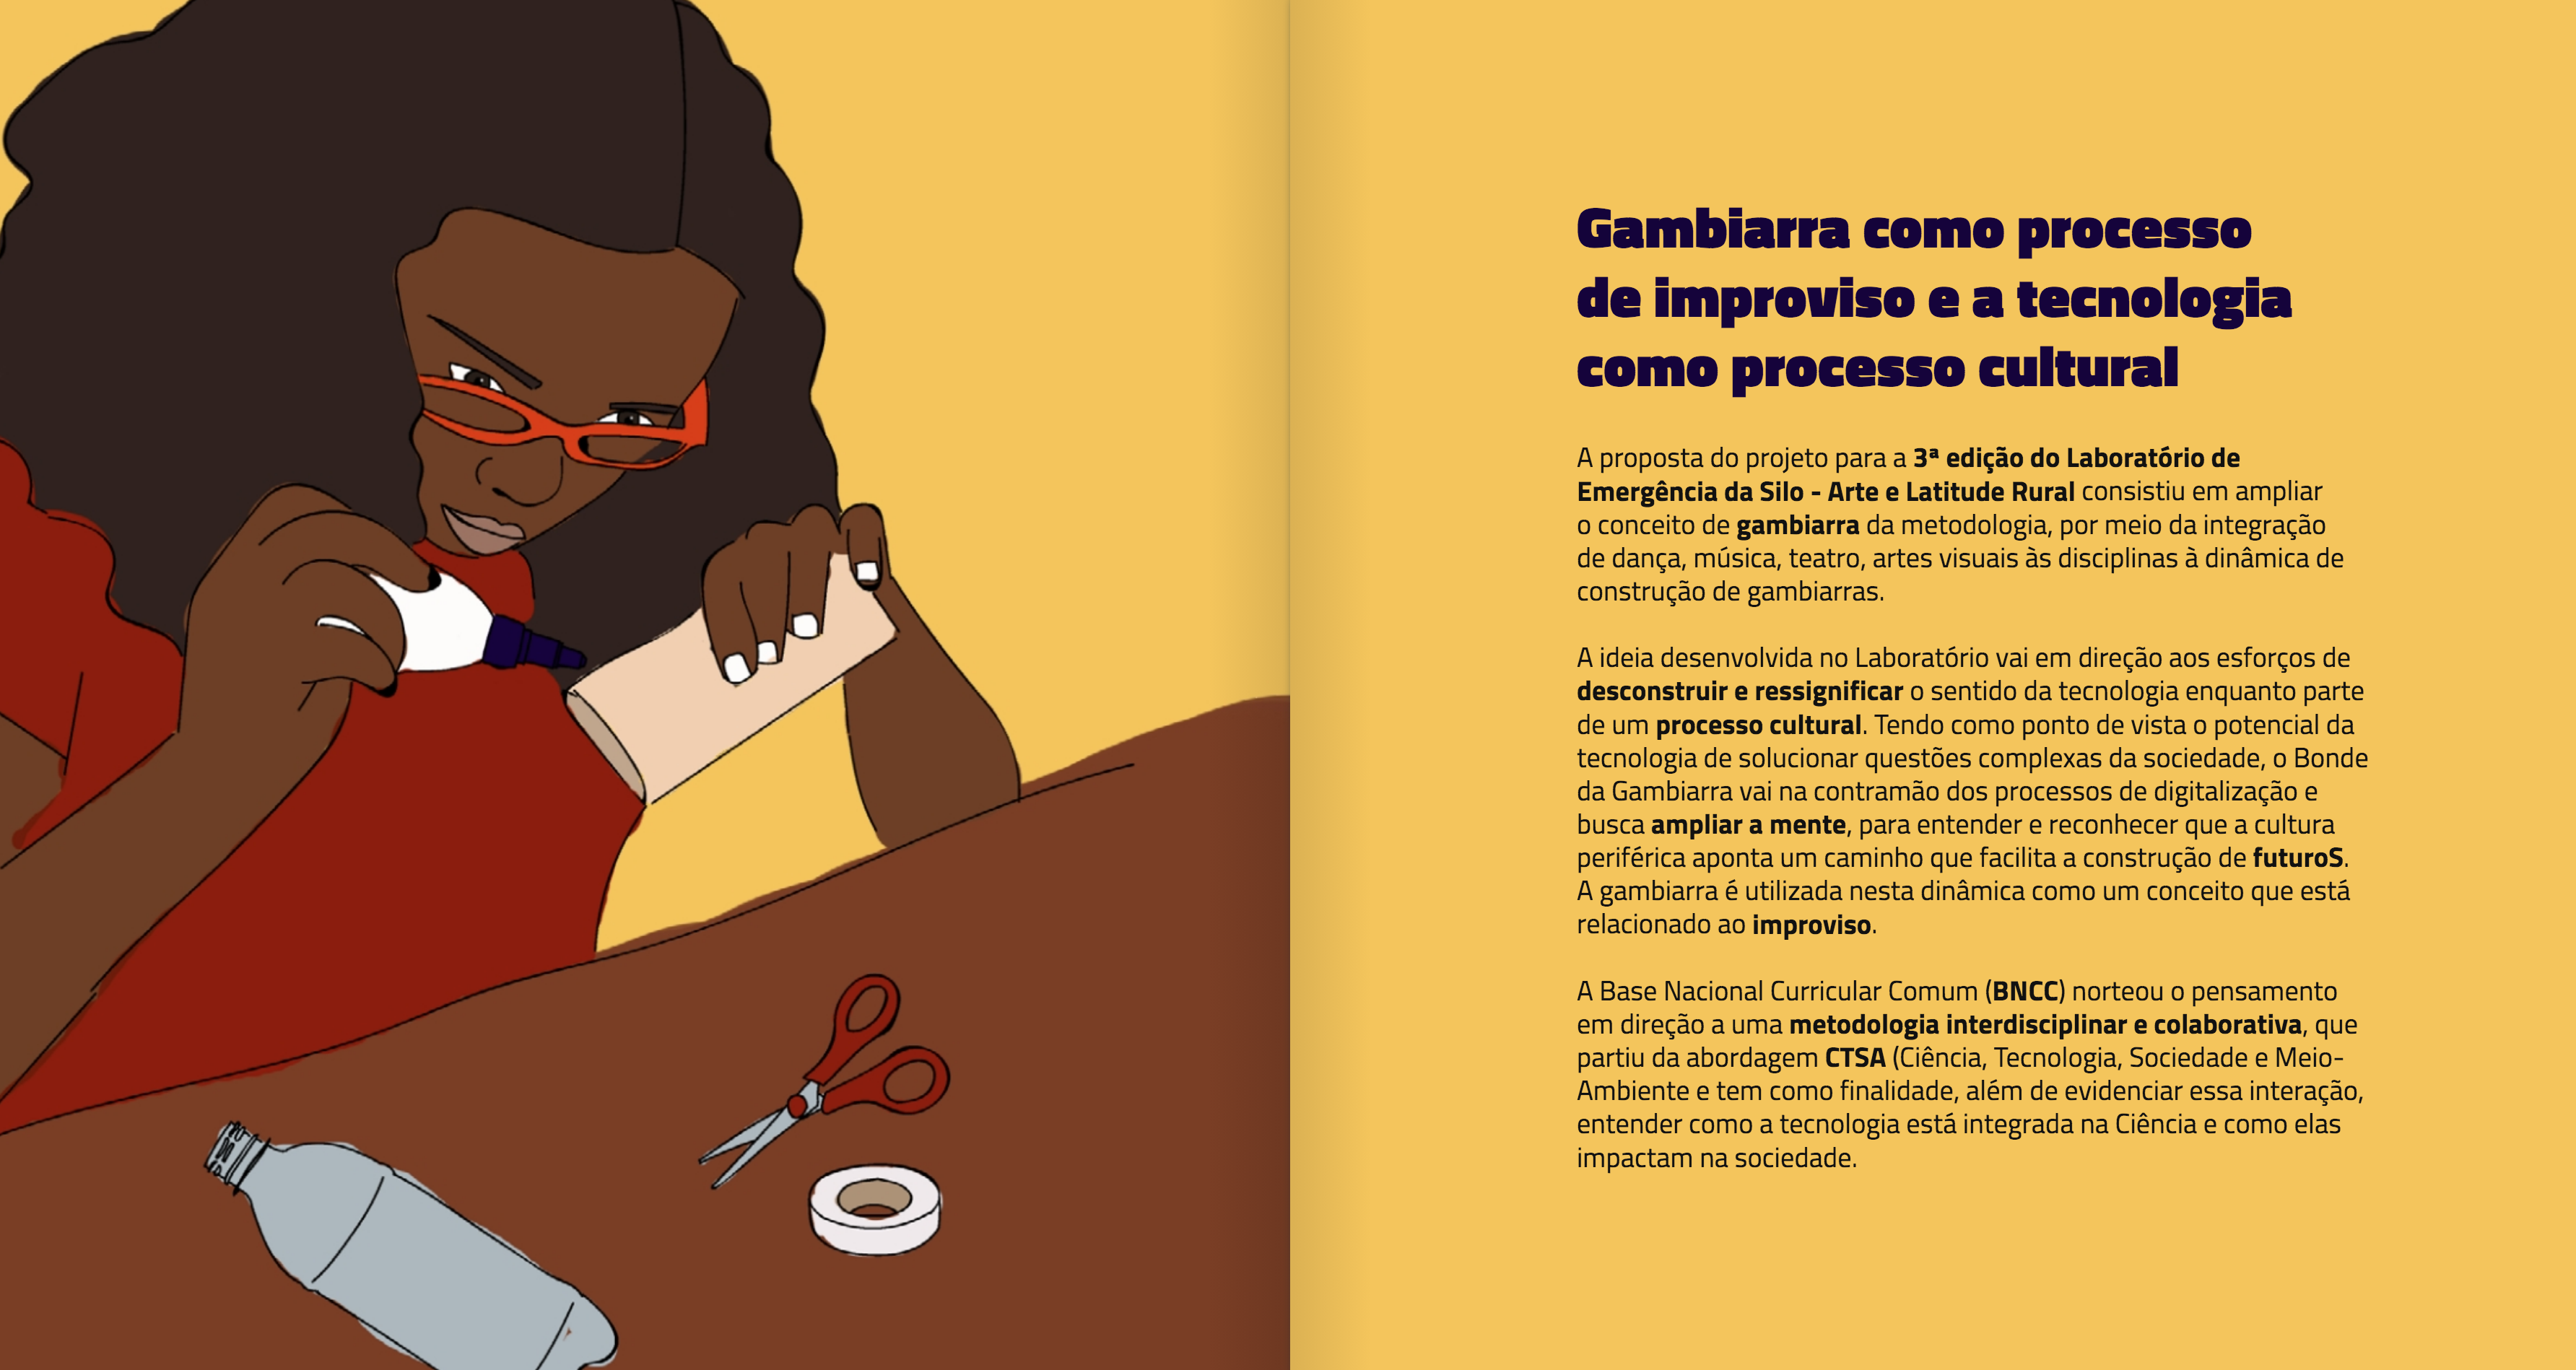 Gambiarra como processo
de improviso e a tecnologia
como processo cultural
A proposta do projeto para a 3ª edição do Laboratório de
Emergência da Silo - Arte e Latitude Rural consistiu em ampliar
o conceito de gambiarra da metodologia, por meio da integração
de dança, música, teatro, artes visuais às disciplinas à dinâmica de
construção de gambiarras.
A ideia desenvolvida no Laboratório vai em direção aos esforços de
desconstruir e ressignificar o sentido da tecnologia enquanto parte
de um processo cultural. Tendo como ponto de vista o potencial da
tecnologia de solucionar questões complexas da sociedade, o Bonde
da Gambiarra vai na contramão dos processos de digitalização e
busca ampliar a mente, para entender e reconhecer que a cultura
periférica aponta um caminho que facilita a construção de futuroS.
A gambiarra é utilizada nesta dinâmica como um conceito que está
relacionado ao improviso.
A Base Nacional Curricular Comum (BNCC) norteou o pensamento
em direção a uma metodologia interdisciplinar e colaborativa, que
partiu da abordagem CTSA (Ciência, Tecnologia, Sociedade e Meio-
Ambiente e tem como finalidade, além de evidenciar essa interação,
entender como a tecnologia está integrada na Ciência e como elas
impactam na sociedade.